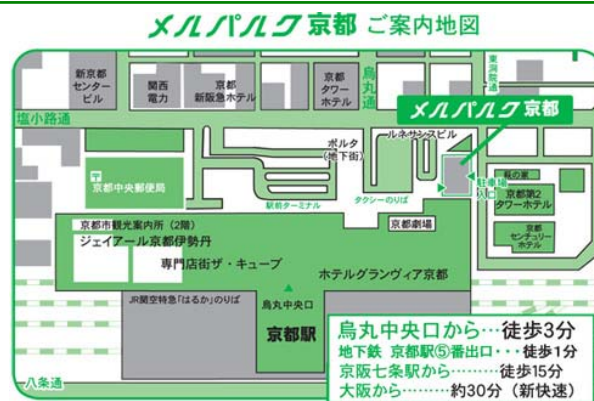 メルパルク京都 ご案内地図
新京都
センター
ビル
関西
電力
京都
新阪急ホテル
京都
タワー
ホテル
烏丸通
東洞院通
メルパルク京都
塩小路通
ポルタ
(地下街)
ルネサンスビル
京都中央郵便局
駅前ターミナル
タクシーのりば
駐車場
入口
萩の家
京都第2
タワーホテル
京都
センチュリー
ホテル
京都市観光案内所(2階)
ジェイアール京都伊勢丹
専門店街ザ・キューブ
京都劇場
ホテルグランヴィア京都
JR関空特急「はるか」のりば
烏丸中央口
京都駅
八条通
烏丸中央口から…徒歩3分
地下鉄 京都駅⑤番出口・・・徒歩1分
京阪七条駅から………徒歩15分
大阪から………約30分(新快速)